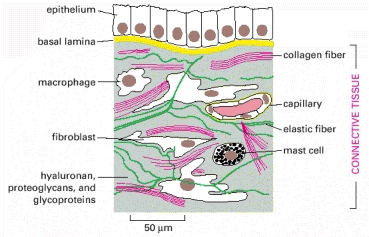 epithelium
basal lamina
macrophage
fibroblast
hyaluronan,
proteoglycans, and
glycoproteins
collagen fiber
capillary
elastic fiber
mast cell
CONNECTIVE TISSUE
50 µm